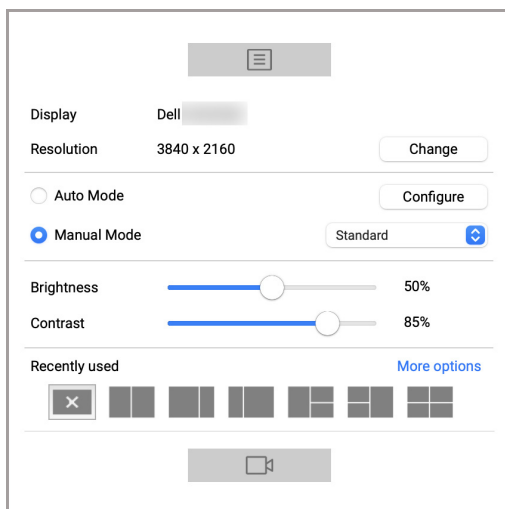 Display Dell
Resolution 3840 x 2160 Change
Auto Mode Configure
Manual Mode Standard
Brightness 50%
Contrast 85%
Recently used More options